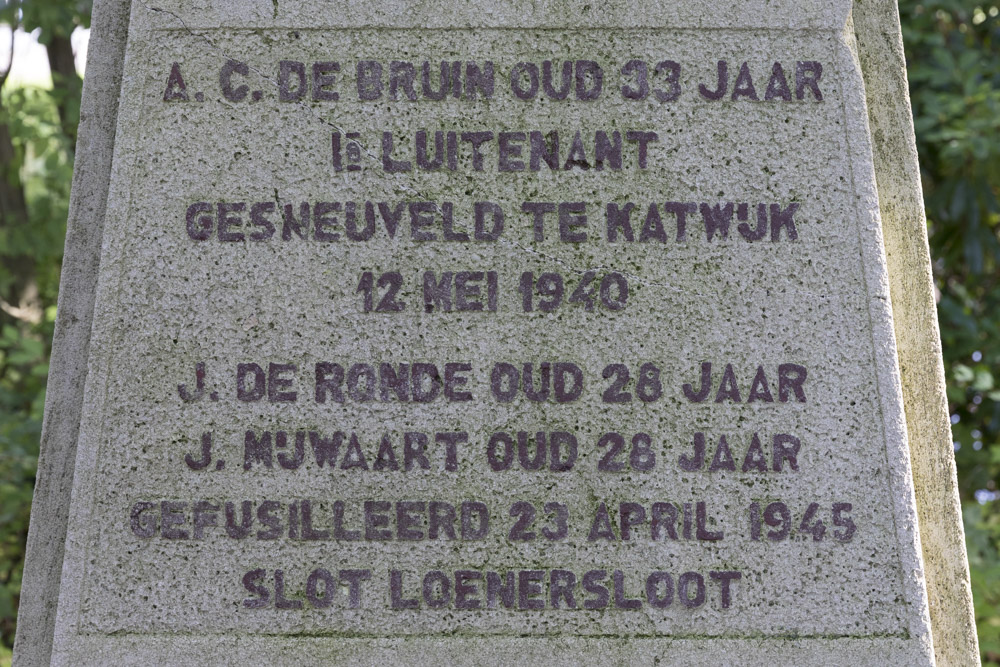 A. C. DE BRUIN OUD 33 JAAR
1E LUITENANT
GESNEUVELD TE KATWIJK
12 MEI 1940
J. DE RONDE OUD 28 JAAR
J. MIJWAART OUD 28 JAAR
GEFUSILLEERD 23 APRIL 1945
SLOT LOENERSLOOT